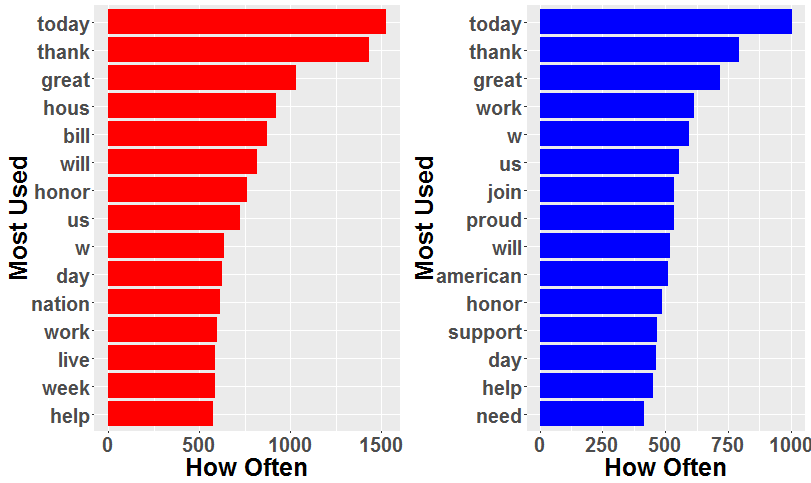 today
thank
great
hous
bill
will
honor
us
w
day
nation
work
live
week
help
0 500 1000 1500
How Often
Most Used
today
thank
great
work
w
us
join
proud
will
american
honor
support
day
help
need
0 250 500 750 1000
How Often
Most Used